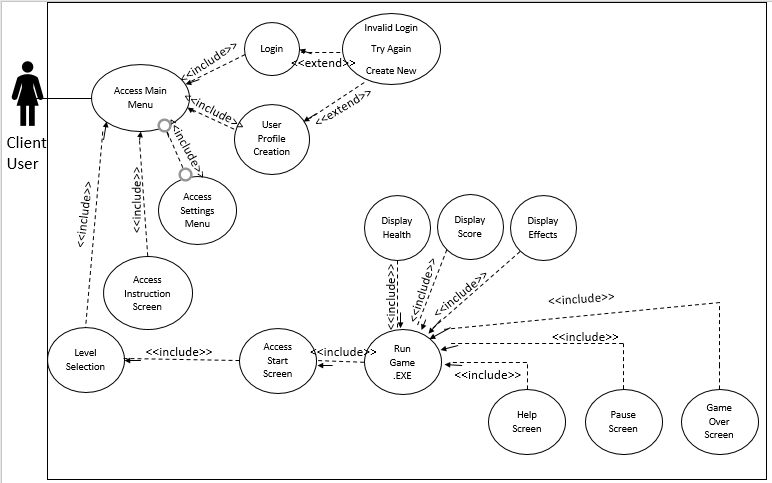 Invalid Login
Try Again
Create New
Login
<<include>>
<<extend>>
Access Main
Menu
<<include>>
<<extend>>
User
Profile
Creation
Client
User
<<include>>
Access
Settings
Menu
<<include>>
<<include>>
Display
Health
Display
Score
Display
Effects
Access
Instruction
Screen
<<include>>
<<include>>
<<include>>
<<include>>
Level
Selection
<<include>>
Access
Start
Screen
<<include>>
Run
Game
.EXE
<<include>>
<<include>>
Help
Screen
Pause
Screen
Game
Over
Screen